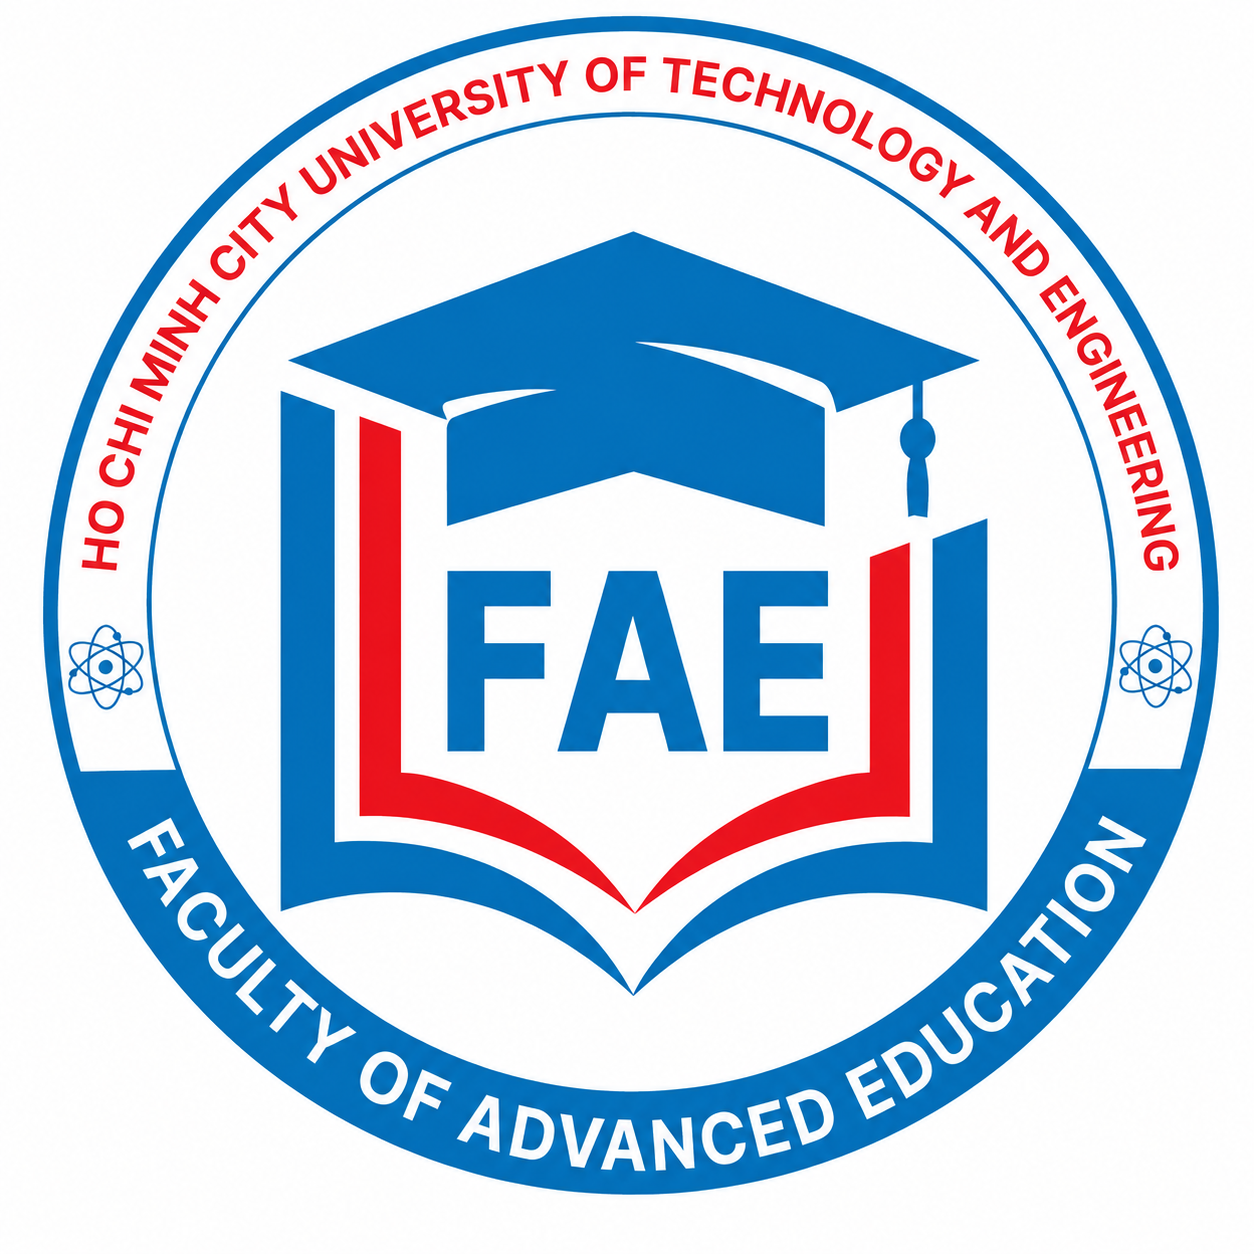 HO CHI MINH CITY UNIVERSITY OF TECHNOLOGY AND ENGINEERING
FAE
FACULTY OF ADVANCED EDUCATION